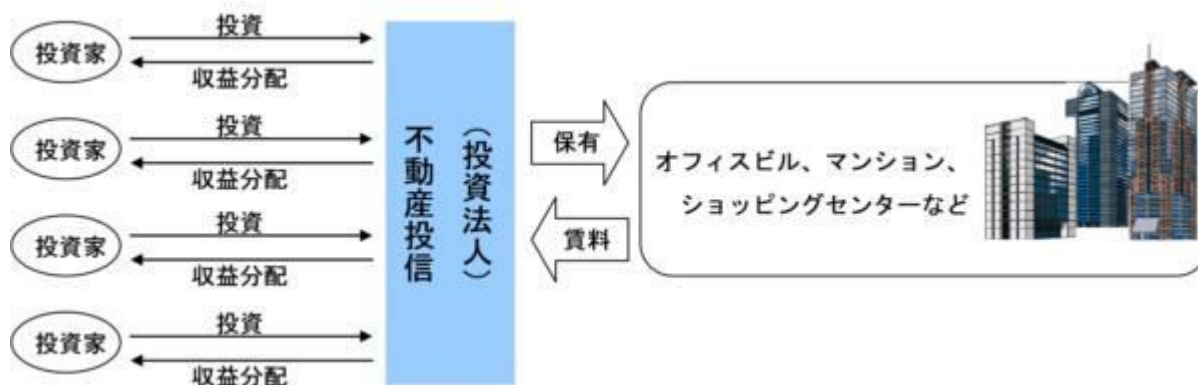 投資家
投資
収益分配
投資家
投資
収益分配
投資家
投資
収益分配
投資家
投資
収益分配
不動産投信
（投資法人）
保有
賃料
オフィスビル、マンション、
ショッピングセンターなど